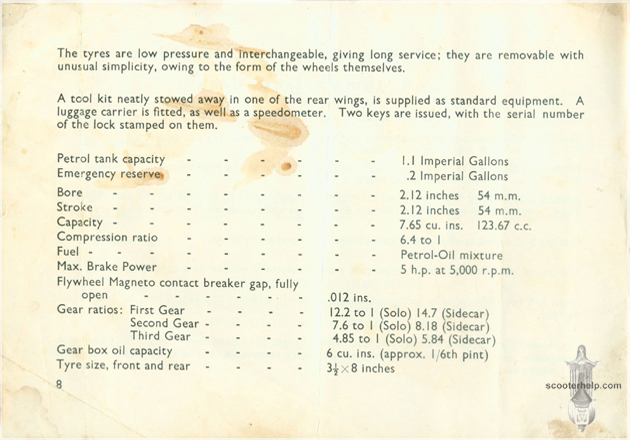 The tyres are low pressure and interchangeable, giving long service; they are removable with
unusual simplicity, owing to the form of the wheels themselves.
A tool kit neatly stowed away in one of the rear wings, is supplied as standard equipment. A
luggage carrier is fitted, as well as a speedometer. Two keys are issued, with the serial number
of the lock stamped on them.
Petrol tank capacity - - - - - - 1.1 Imperial Gallons
Emergency reserve - - - - - - .2 Imperial Gallons
Bore - - - - - - - - 2.12 inches 54 m.m.
Stroke - - - - - - - - 2.12 inches 54 m.m.
Capacity - - - - - - - - 7.65 cu. ins. 123.67 c.c.
Compression ratio - - - - - - 6.4 to 1
Fuel - - - - - - - - - Petrol-Oil mixture
Max. Brake Power - - - - - - 5 h.p. at 5,000 r.p.m.
Flywheel Magneto contact breaker gap, fully
open - - - - - .012 ins.
Gear ratios: First Gear - - - - 12.2 to 1 (Solo) 14.7 (Sidecar)
Second Gear - - - - 7.6 to 1 (Solo) 8.18 (Sidecar)
Third Gear - - - - 4.85 to 1 (Solo) 5.84 (Sidecar)
Gear box oil capacity - - - - 6 cu. ins. (approx. 1/6th pint)
Tyre size, front and rear - - - - 3½×8 inches
8
scooterhelp.com